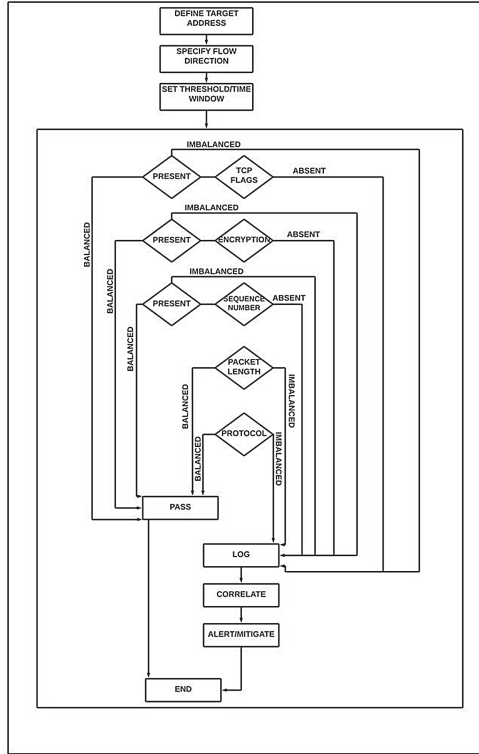 DEFINE TARGET
ADDRESS
SPECIFY FLOW
DIRECTION
SET THRESHOLD/TIME
WINDOW
IMBALANCED
PRESENT
TCP
FLAGS
ABSENT
BALANCED
IMBALANCED
PRESENT
ENCRYPTION
ABSENT
BALANCED
IMBALANCED
PRESENT
SEQUENCE
NUMBER
ABSENT
BALANCED
PACKET
LENGTH
BALANCED
IMBALANCED
PROTOCOL
BALANCED
IMBALANCED
PASS
LOG
CORRELATE
ALERT/MITIGATE
END